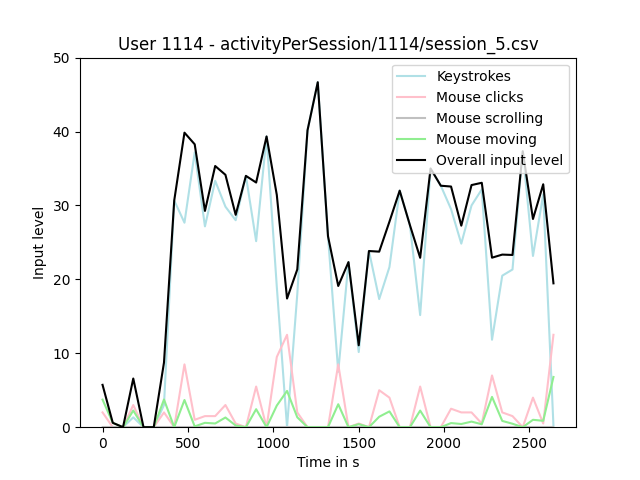 User 1114 - activityPerSession/1114/session_5.csv
50
40
30
20
10
0
Input level
Keystrokes
Mouse clicks
Mouse scrolling
Mouse moving
Overall input level
0 500 1000 1500 2000 2500
Time in s